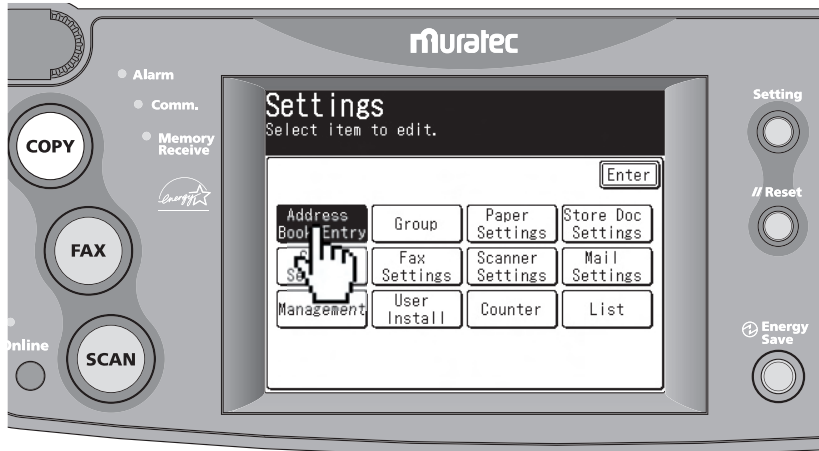 muratec
Alarm
Comm.
Memory
Receive
energy
COPY
FAX
SCAN
Settings
Select item to edit.
Enter
Address
Book Entry
Group
Paper
Settings
Store Doc
Settings
Fax
Settings
Scanner
Settings
Mail
Settings
Management
User
Install
Counter
List
Setting
// Reset
Energy
Save
Online